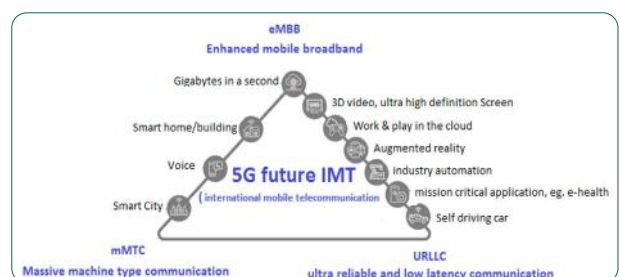 eMBB
Enhanced mobile broadband
Gigabytes in a second
3D video, ultra high definition Screen
Smart home/building
Work & play in the cloud
Augmented reality
Voice
5G future IMT
industry automation
( international mobile telecommunication
mission critical application, eg. e-health
Smart City
Self driving car
mMTC
Massive machine type communication
URLLC
ultra reliable and low latency communication